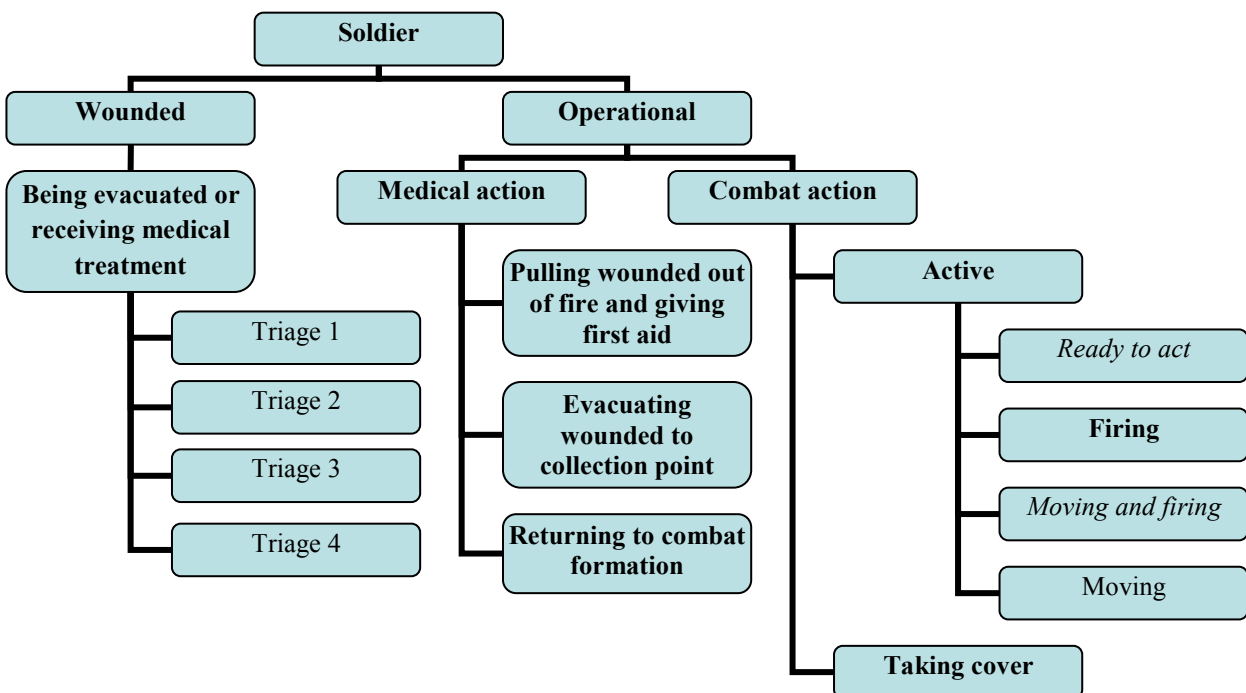 Soldier
Wounded
Operational
Being evacuated or
receiving medical
treatment
Triage 1
Triage 2
Triage 3
Triage 4
Medical action
Pulling wounded out
of fire and giving
first aid
Evacuating
wounded to
collection point
Returning to combat
formation
Combat action
Active
Ready to act
Firing
Moving and firing
Moving
Taking cover